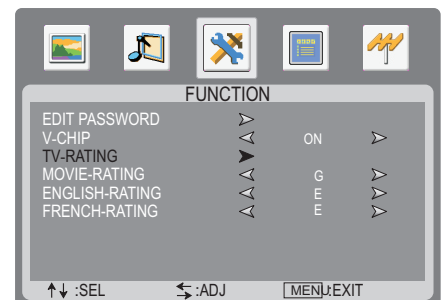 FUNCTION
EDIT PASSWORD
V-CHIP ON
TV-RATING
MOVIE-RATING G
ENGLISH-RATING E
FRENCH-RATING E
:SEL :ADJ MENU:EXIT